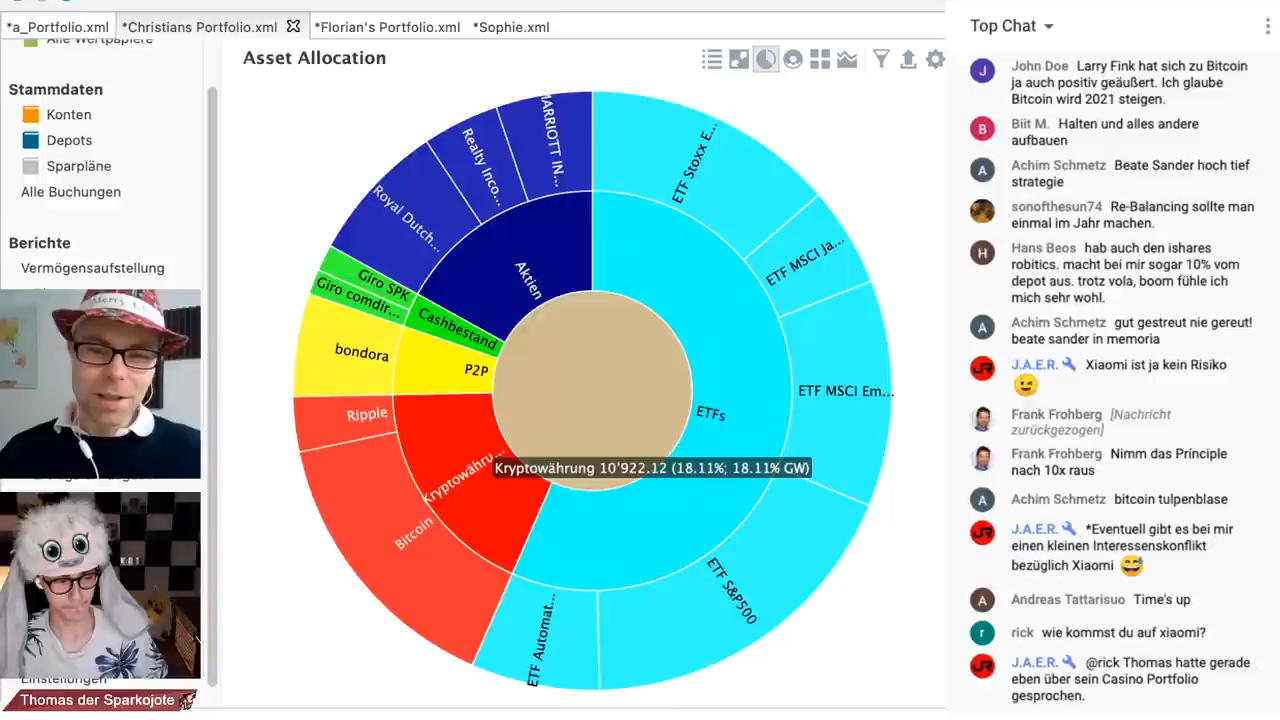 *a_Portfolio.xml
*Christians Portfolio.xml
*Florian's Portfolio.xml
*Sophie.xml
Alle Wertpapiere
Stammdaten
Konten
Depots
Sparpläne
Alle Buchungen
Berichte
Vermögensaufstellung
Einstellungen
Thomas der Sparkojote
Asset Allocation
ETF Stoxx E...
ETF MSCI Ja...
ETF MSCI Em...
ETF S&P500
ETF Automat...
ETFs
Bitcoin
Ripple
Kryptowähru...
Kryptowährung 10'922.12 (18.11%; 18.11% GW)
bondora
P2P
Giro comdir...
Giro SPK
Cashbestand
Royal Dutch...
Realty Inco...
MARRIOTT IN...
Aktien
Top Chat
John Doe Larry Fink hat sich zu Bitcoin
ja auch positiv geäußert. Ich glaube
Bitcoin wird 2021 steigen.
Biit M. Halten und alles andere
aufbauen
Achim Schmetz Beate Sander hoch tief
strategie
sonofthesun74 Re-Balancing sollte man
einmal im Jahr machen.
Hans Beos hab auch den ishares
robitics. macht bei mir sogar 10% vom
depot aus. trotz vola, boom fühle ich
mich sehr wohl.
Achim Schmetz gut gestreut nie gereut!
beate sander in memoria
J.A.E.R. Xiaomi ist ja kein Risiko
😉
Frank Frohberg [Nachricht
zurückgezogen]
Frank Frohberg Nimm das Prínciple
nach 10x raus
Achim Schmetz bitcoin tulpenblase
J.A.E.R. *Eventuell gibt es bei mir
einen kleinen Interessenskonflikt
bezüglich Xiaomi 😅
Andreas Tattarisuo Time's up
rick wie kommst du auf xiaomi?
J.A.E.R. @rick Thomas hatte gerade
eben über sein Casino Portfolio
gesprochen.